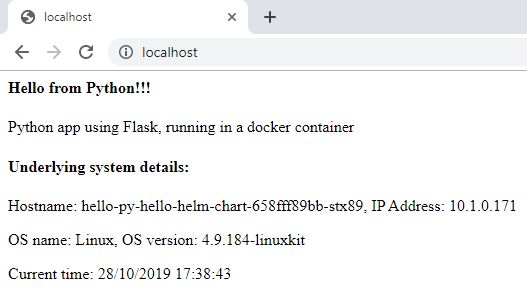 localhost
localhost
Hello from Python!!!
Python app using Flask, running in a docker container
Underlying system details:
Hostname: hello-py-hello-helm-chart-658fff89bb-stx89, IP Address: 10.1.0.171
OS name: Linux, OS version: 4.9.184-linuxkit
Current time: 28/10/2019 17:38:43